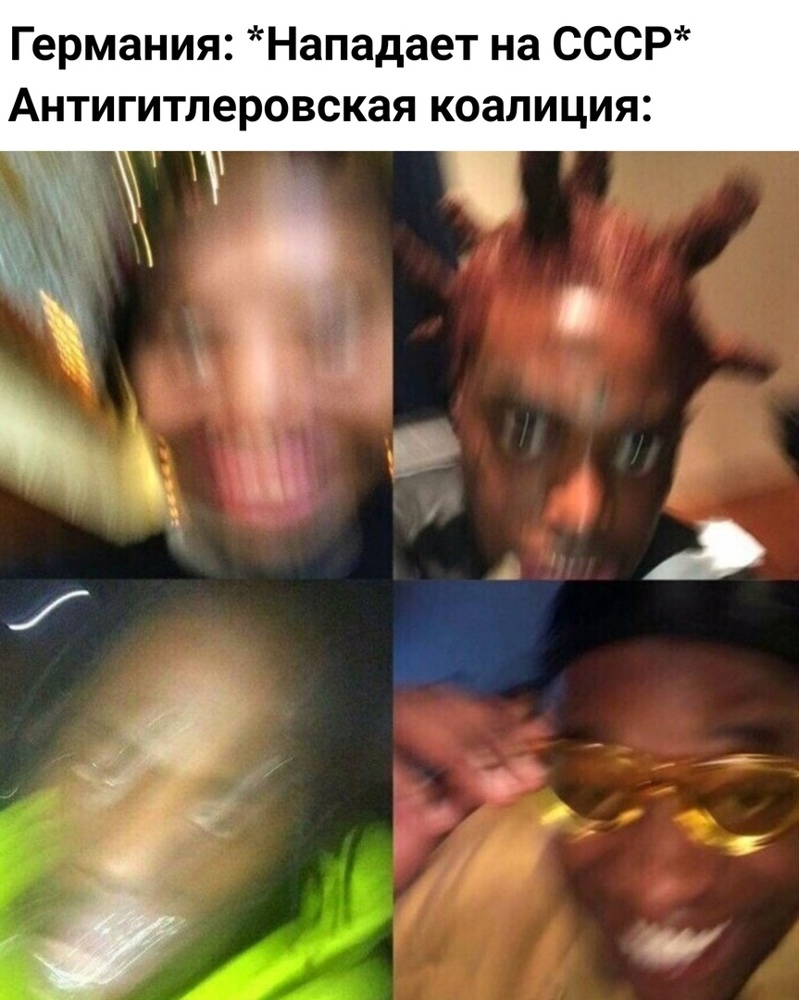 Германия: *Нападает на СССР*
Антигитлеровская коалиция: